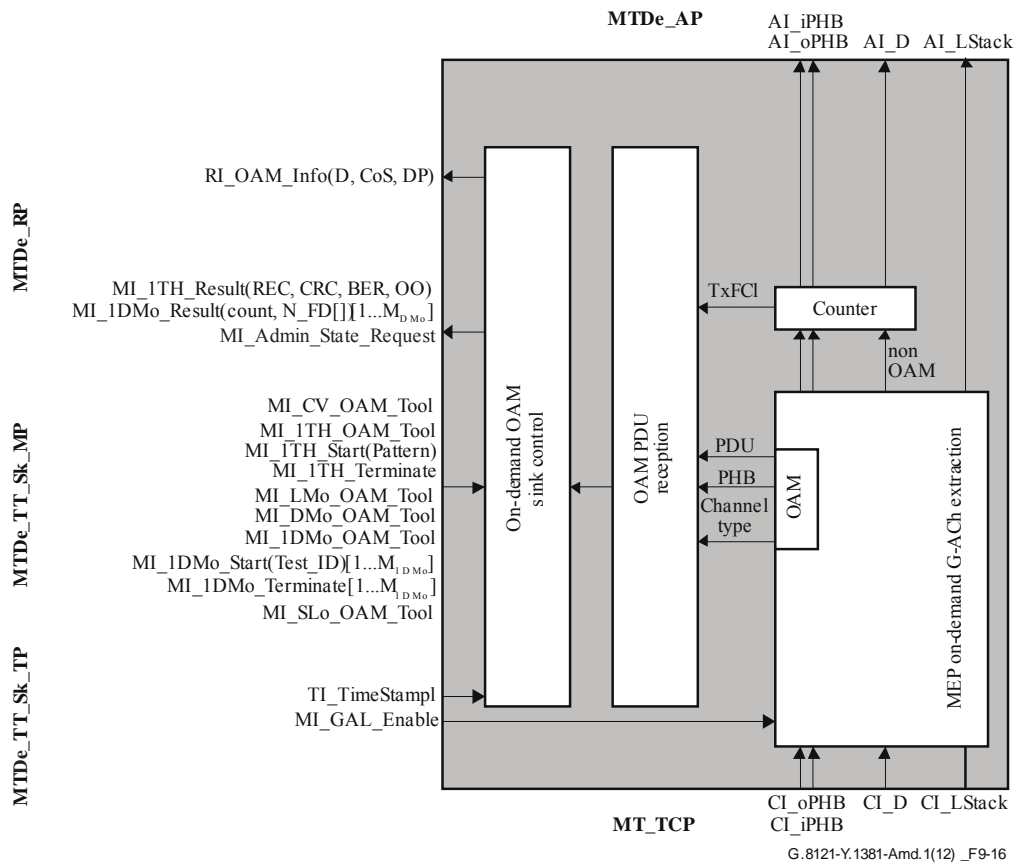 MTDe_AP
AI_iPHB
AI_oPHB AI_D AI_LStack
RI_OAM_Info(D, CoS, DP)
MTDe_RP
MI_1TH_Result(REC, CRC, BER, OO)
MI_1DMo_Result(count, N_FD[])[1...M_DMo]
MI_Admin_State_Request
TxFCl
Counter
non
OAM
MI_CV_OAM_Tool
MI_1TH_OAM_Tool
MI_1TH_Start(Pattern)
MI_1TH_Terminate
MI_LMo_OAM_Tool
MI_DMo_OAM_Tool
MI_1DMo_OAM_Tool
MI_1DMo_Start(Test_ID)[1...M_1DMo]
MI_1DMo_Terminate[1...M_1DMo]
MI_SLo_OAM_Tool
MTDe_TT_Sk_MP
On-demand OAM
sink control
OAM PDU
reception
PDU
PHB
Channel
type
OAM
MEP on-demand G-ACh extraction
MTDe_TT_Sk_TP
TI_TimeStampl
MI_GAL_Enable
MT_TCP
CI_oPHB CI_D CI_LStack
CI_iPHB
G.8121-Y.1381-Amd.1(12) _F9-16